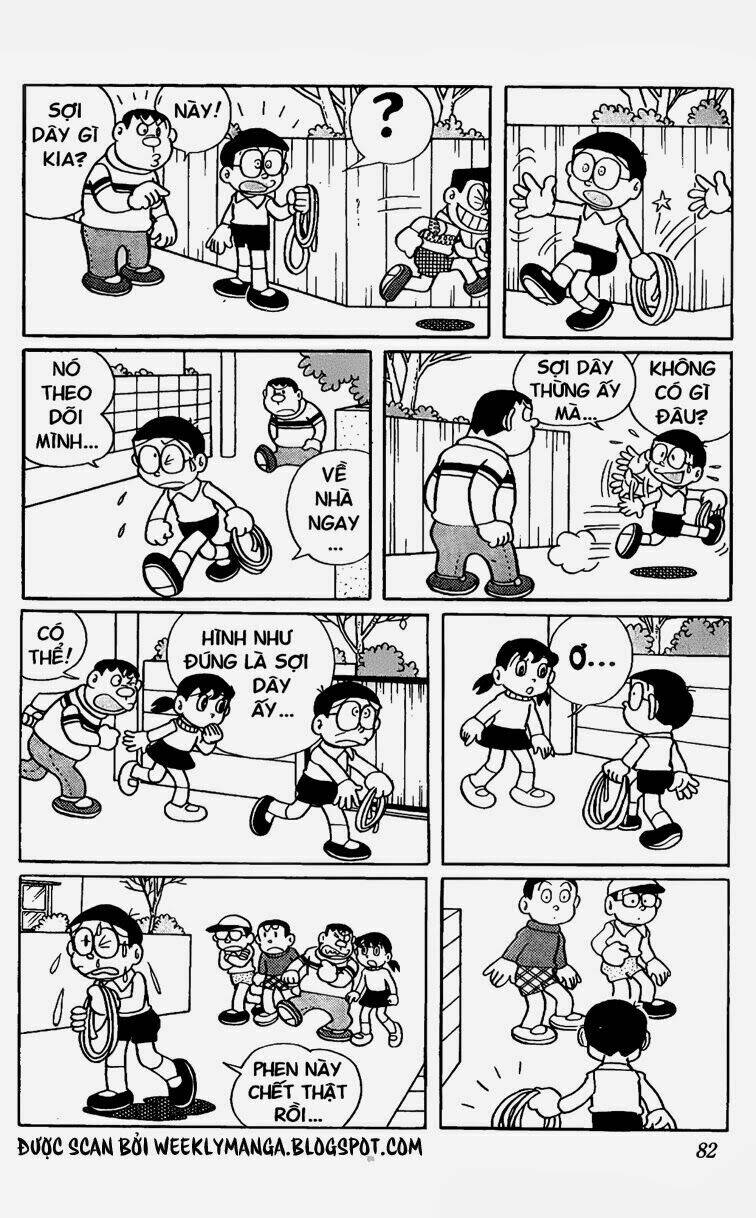 SỢI
DÂY GÌ
KIA?
NÀY!
?
NÓ
THEO
DÕI
MÌNH...
VỀ
NHÀ
NGAY
...
SỢI DÂY
THỪNG ẤY
MÀ...
KHÔNG
CÓ GÌ
ĐÂU?
CÓ
THỂ!
HÌNH NHƯ
ĐÚNG LÀ SỢI
DÂY
ẤY...
Ơ...
PHEN NÀY
CHẾT THẬT
RỒI...
ĐƯỢC SCAN BỞI WEEKLYMANGA.BLOGSPOT.COM
82